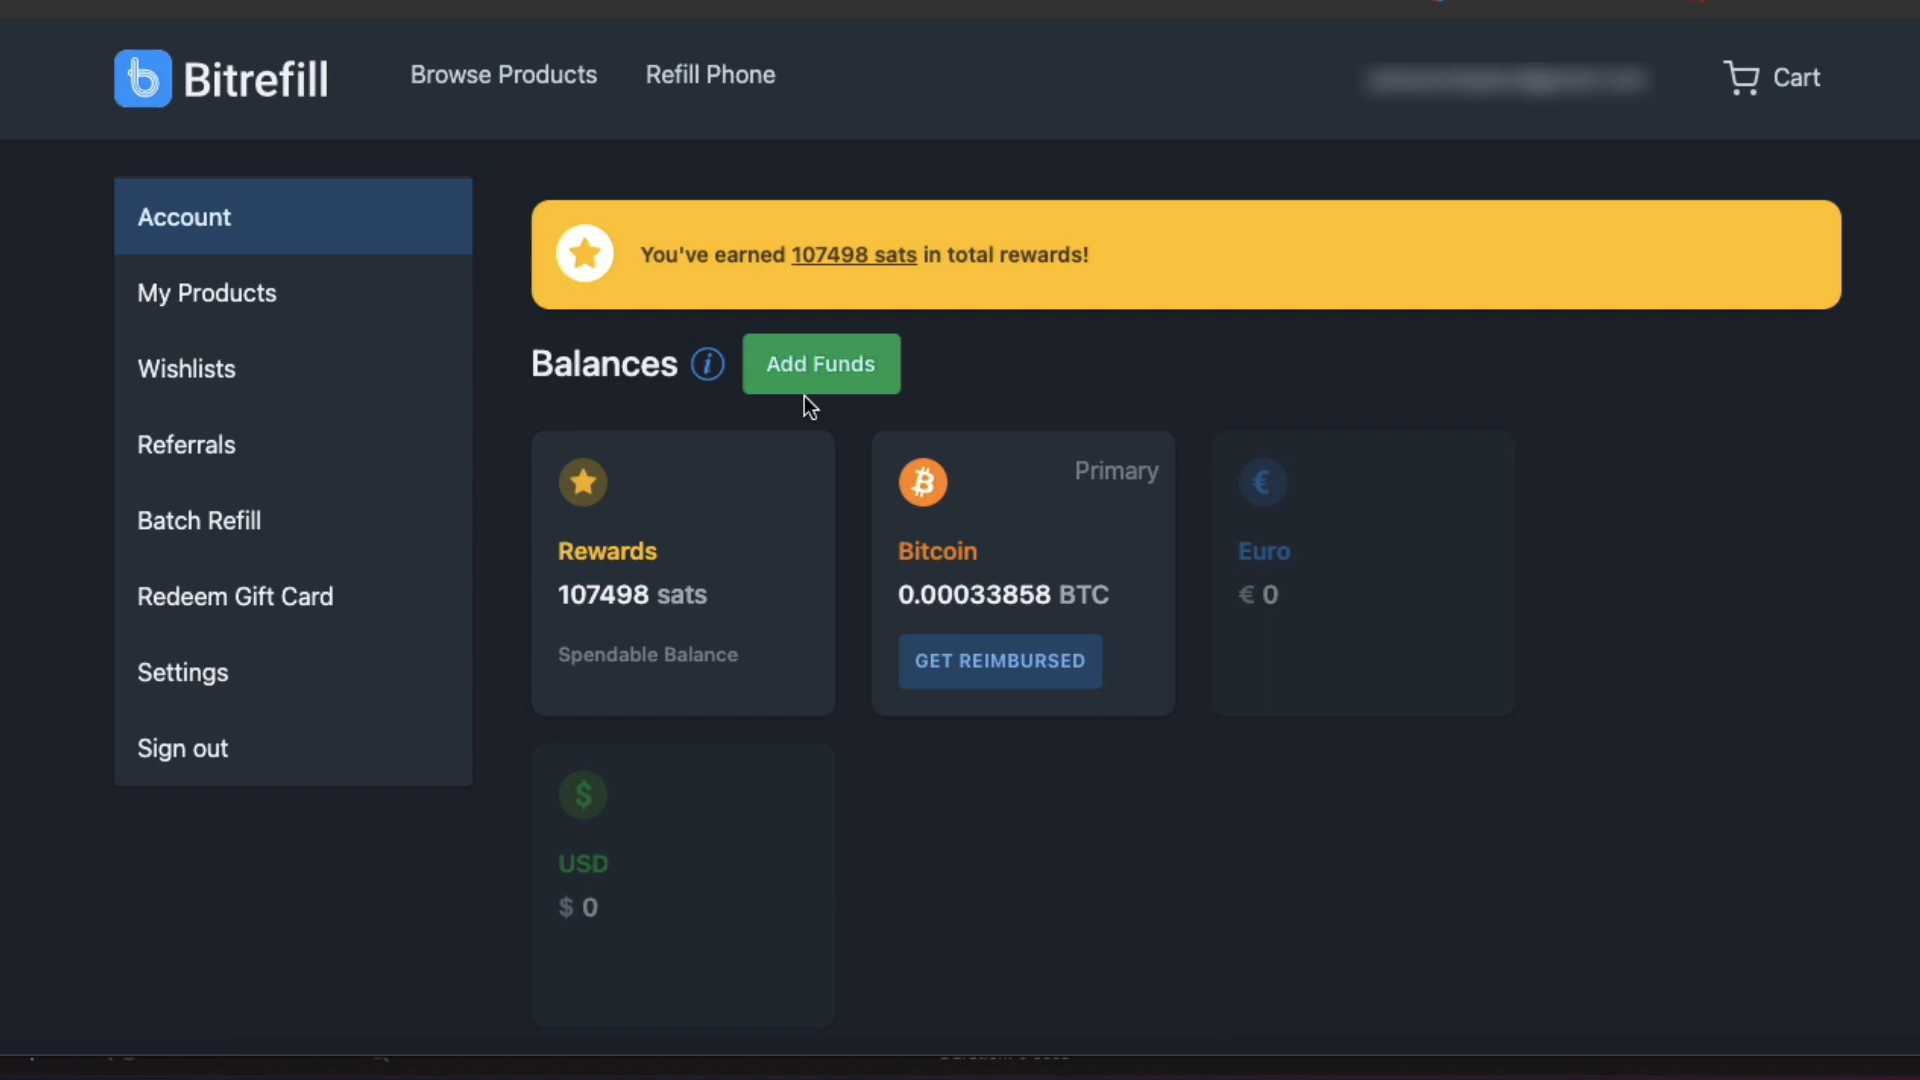 Bitrefill
Browse Products
Refill Phone
Cart
Account
My Products
Wishlists
Referrals
Batch Refill
Redeem Gift Card
Settings
Sign out
You've earned 107498 sats in total rewards!
Balances
Add Funds
Rewards
107498 sats
Spendable Balance
Primary
Bitcoin
0.00033858 BTC
GET REIMBURSED
€
Euro
€ 0
$
USD
$ 0